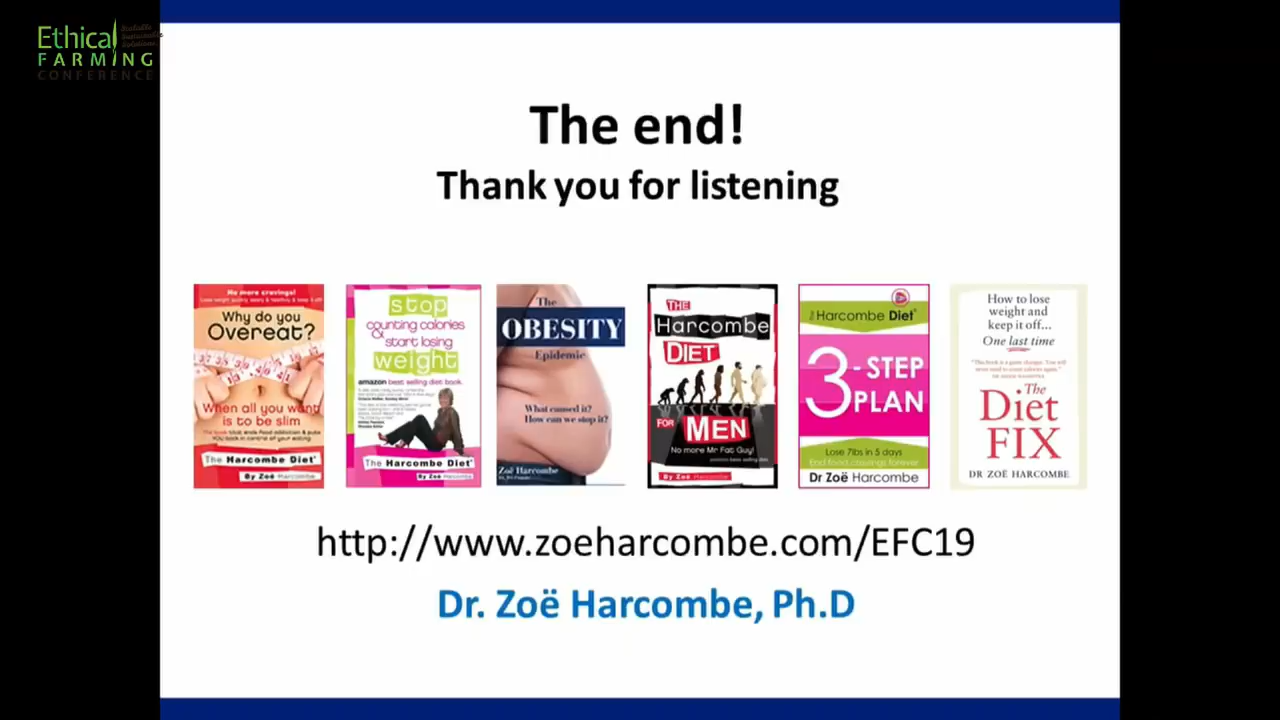 Ethical
FARMING
CONFERENCE
The end!
Thank you for listening
No more cravings!
Why do you
Overeat?
When all you want
is to be slim
The Harcombe Diet
By Zoë Harcombe
stop
counting calories
& start losing
weight
amazon best selling diet book.
The Harcombe Diet
By Zoë Harcombe
The
OBESITY
Epidemic
What caused it?
How can we stop it?
Zoë Harcombe
THE
Harcombe
DIET
FOR
MEN
No more Mr Fat Guy!
By Zoë Harcombe
The Harcombe Diet
3-STEP
PLAN
Lose 7lbs in 5 days
End food cravings forever
Dr Zoë Harcombe
How to lose
weight and
keep it off...
One last time
The
Diet
FIX
DR ZOË HARCOMBE
http://www.zoeharcombe.com/EFC19
Dr. Zoë Harcombe, Ph.D